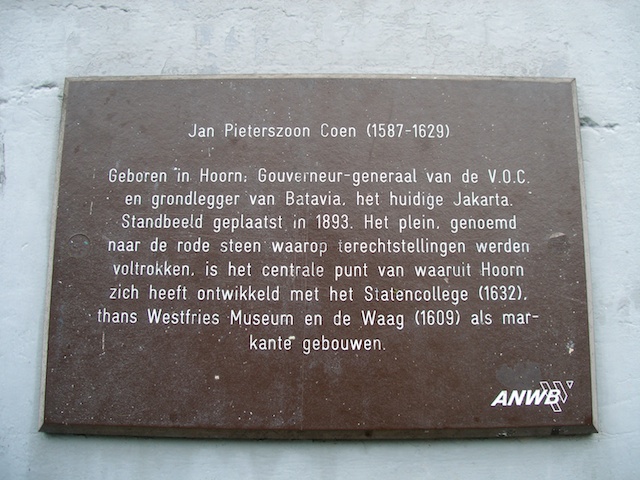 Jan Pieterszoon Coen (1587-1629)
Geboren in Hoorn; Gouverneur-generaal van de V.O.C.
en grondlegger van Batavia, het huidige Jakarta.
Standbeeld geplaatst in 1893. Het plein, genoemd
naar de rode steen waarop terechtstellingen werden
voltrokken, is het centrale punt van waaruit Hoorn
zich heeft ontwikkeld met het Statencollege (1632),
thans Westfries Museum en de Waag (1609) als mar-
kante gebouwen.
ANWB